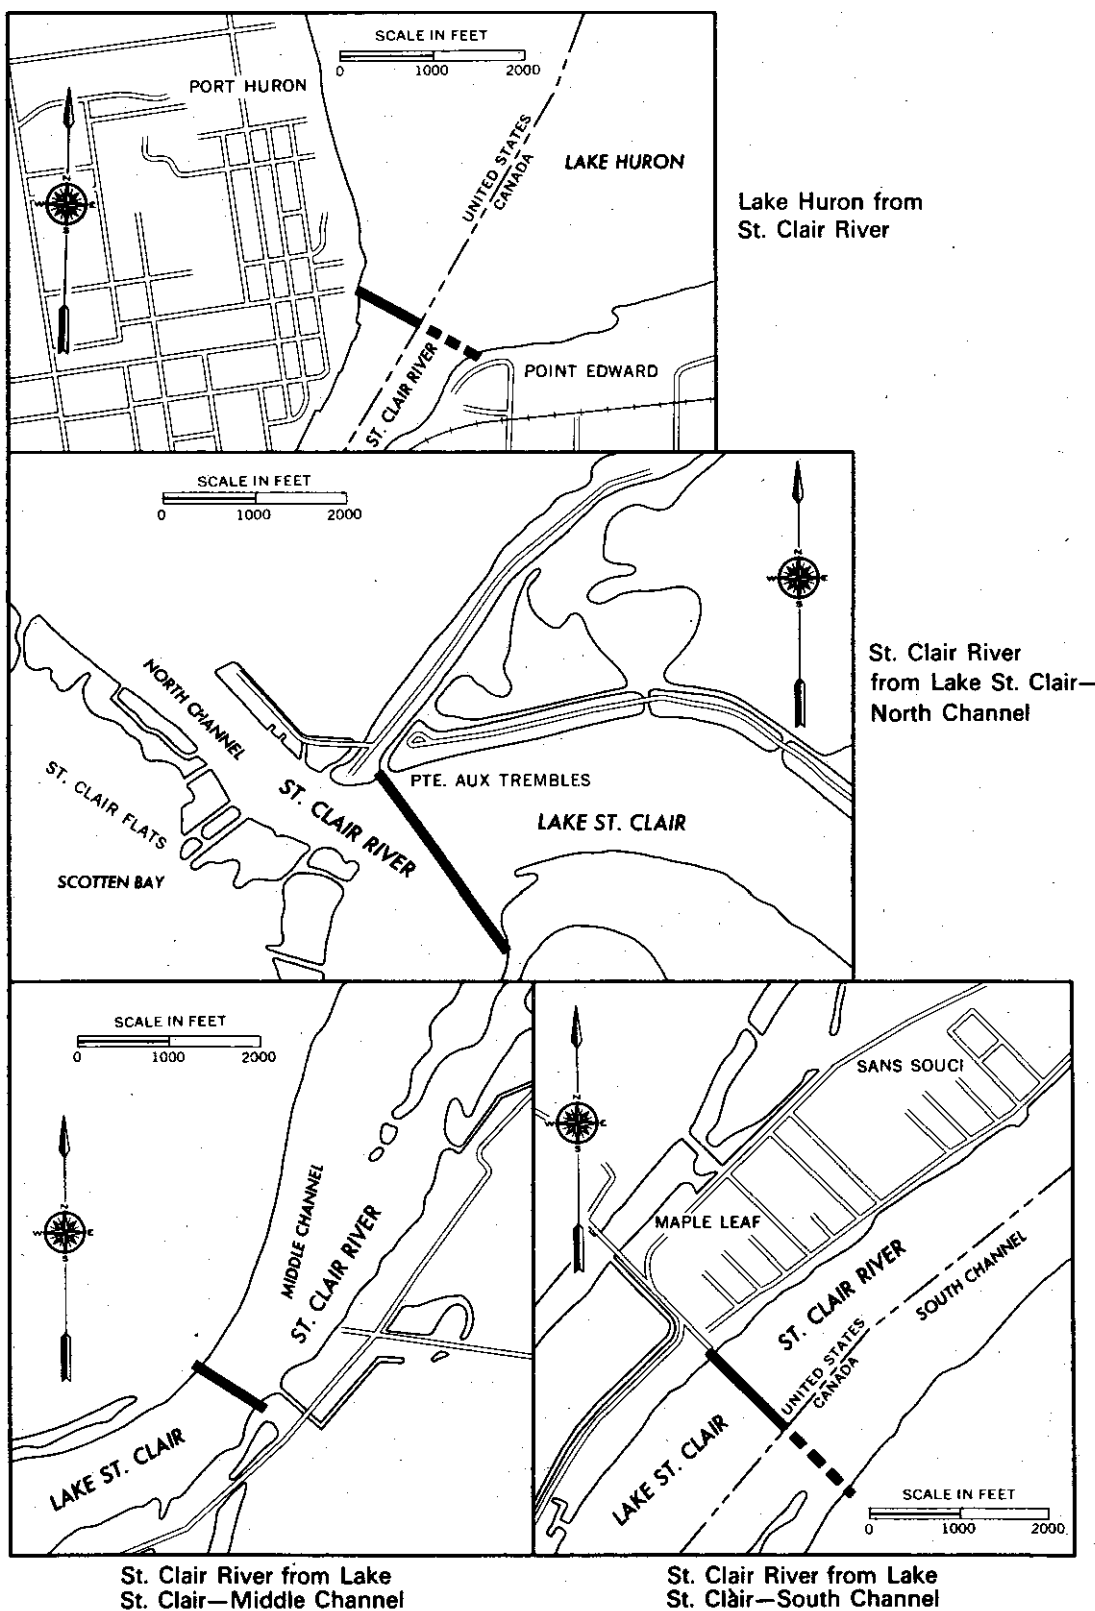 SCALE IN FEET
0 1000 2000
PORT HURON
N
W E
S
UNITED STATES
CANADA
LAKE HURON
ST. CLAIR RIVER
POINT EDWARD
Lake Huron from
St. Clair River
SCALE IN FEET
0 1000 2000
N
W E
S
NORTH CHANNEL
ST. CLAIR FLATS
ST. CLAIR RIVER
PTE. AUX TREMBLES
LAKE ST. CLAIR
SCOTTEN BAY
St. Clair River
from Lake St. Clair—
North Channel
SCALE IN FEET
0 1000 2000
N
W E
S
MIDDLE CHANNEL
ST. CLAIR RIVER
LAKE ST. CLAIR
St. Clair River from Lake
St. Clair—Middle Channel
SANS SOUCI
N
W E
S
MAPLE LEAF
ST. CLAIR RIVER
SOUTH CHANNEL
UNITED STATES
CANADA
LAKE ST. CLAIR
SCALE IN FEET
0 1000 2000
St. Clair River from Lake
St. Clair—South Channel